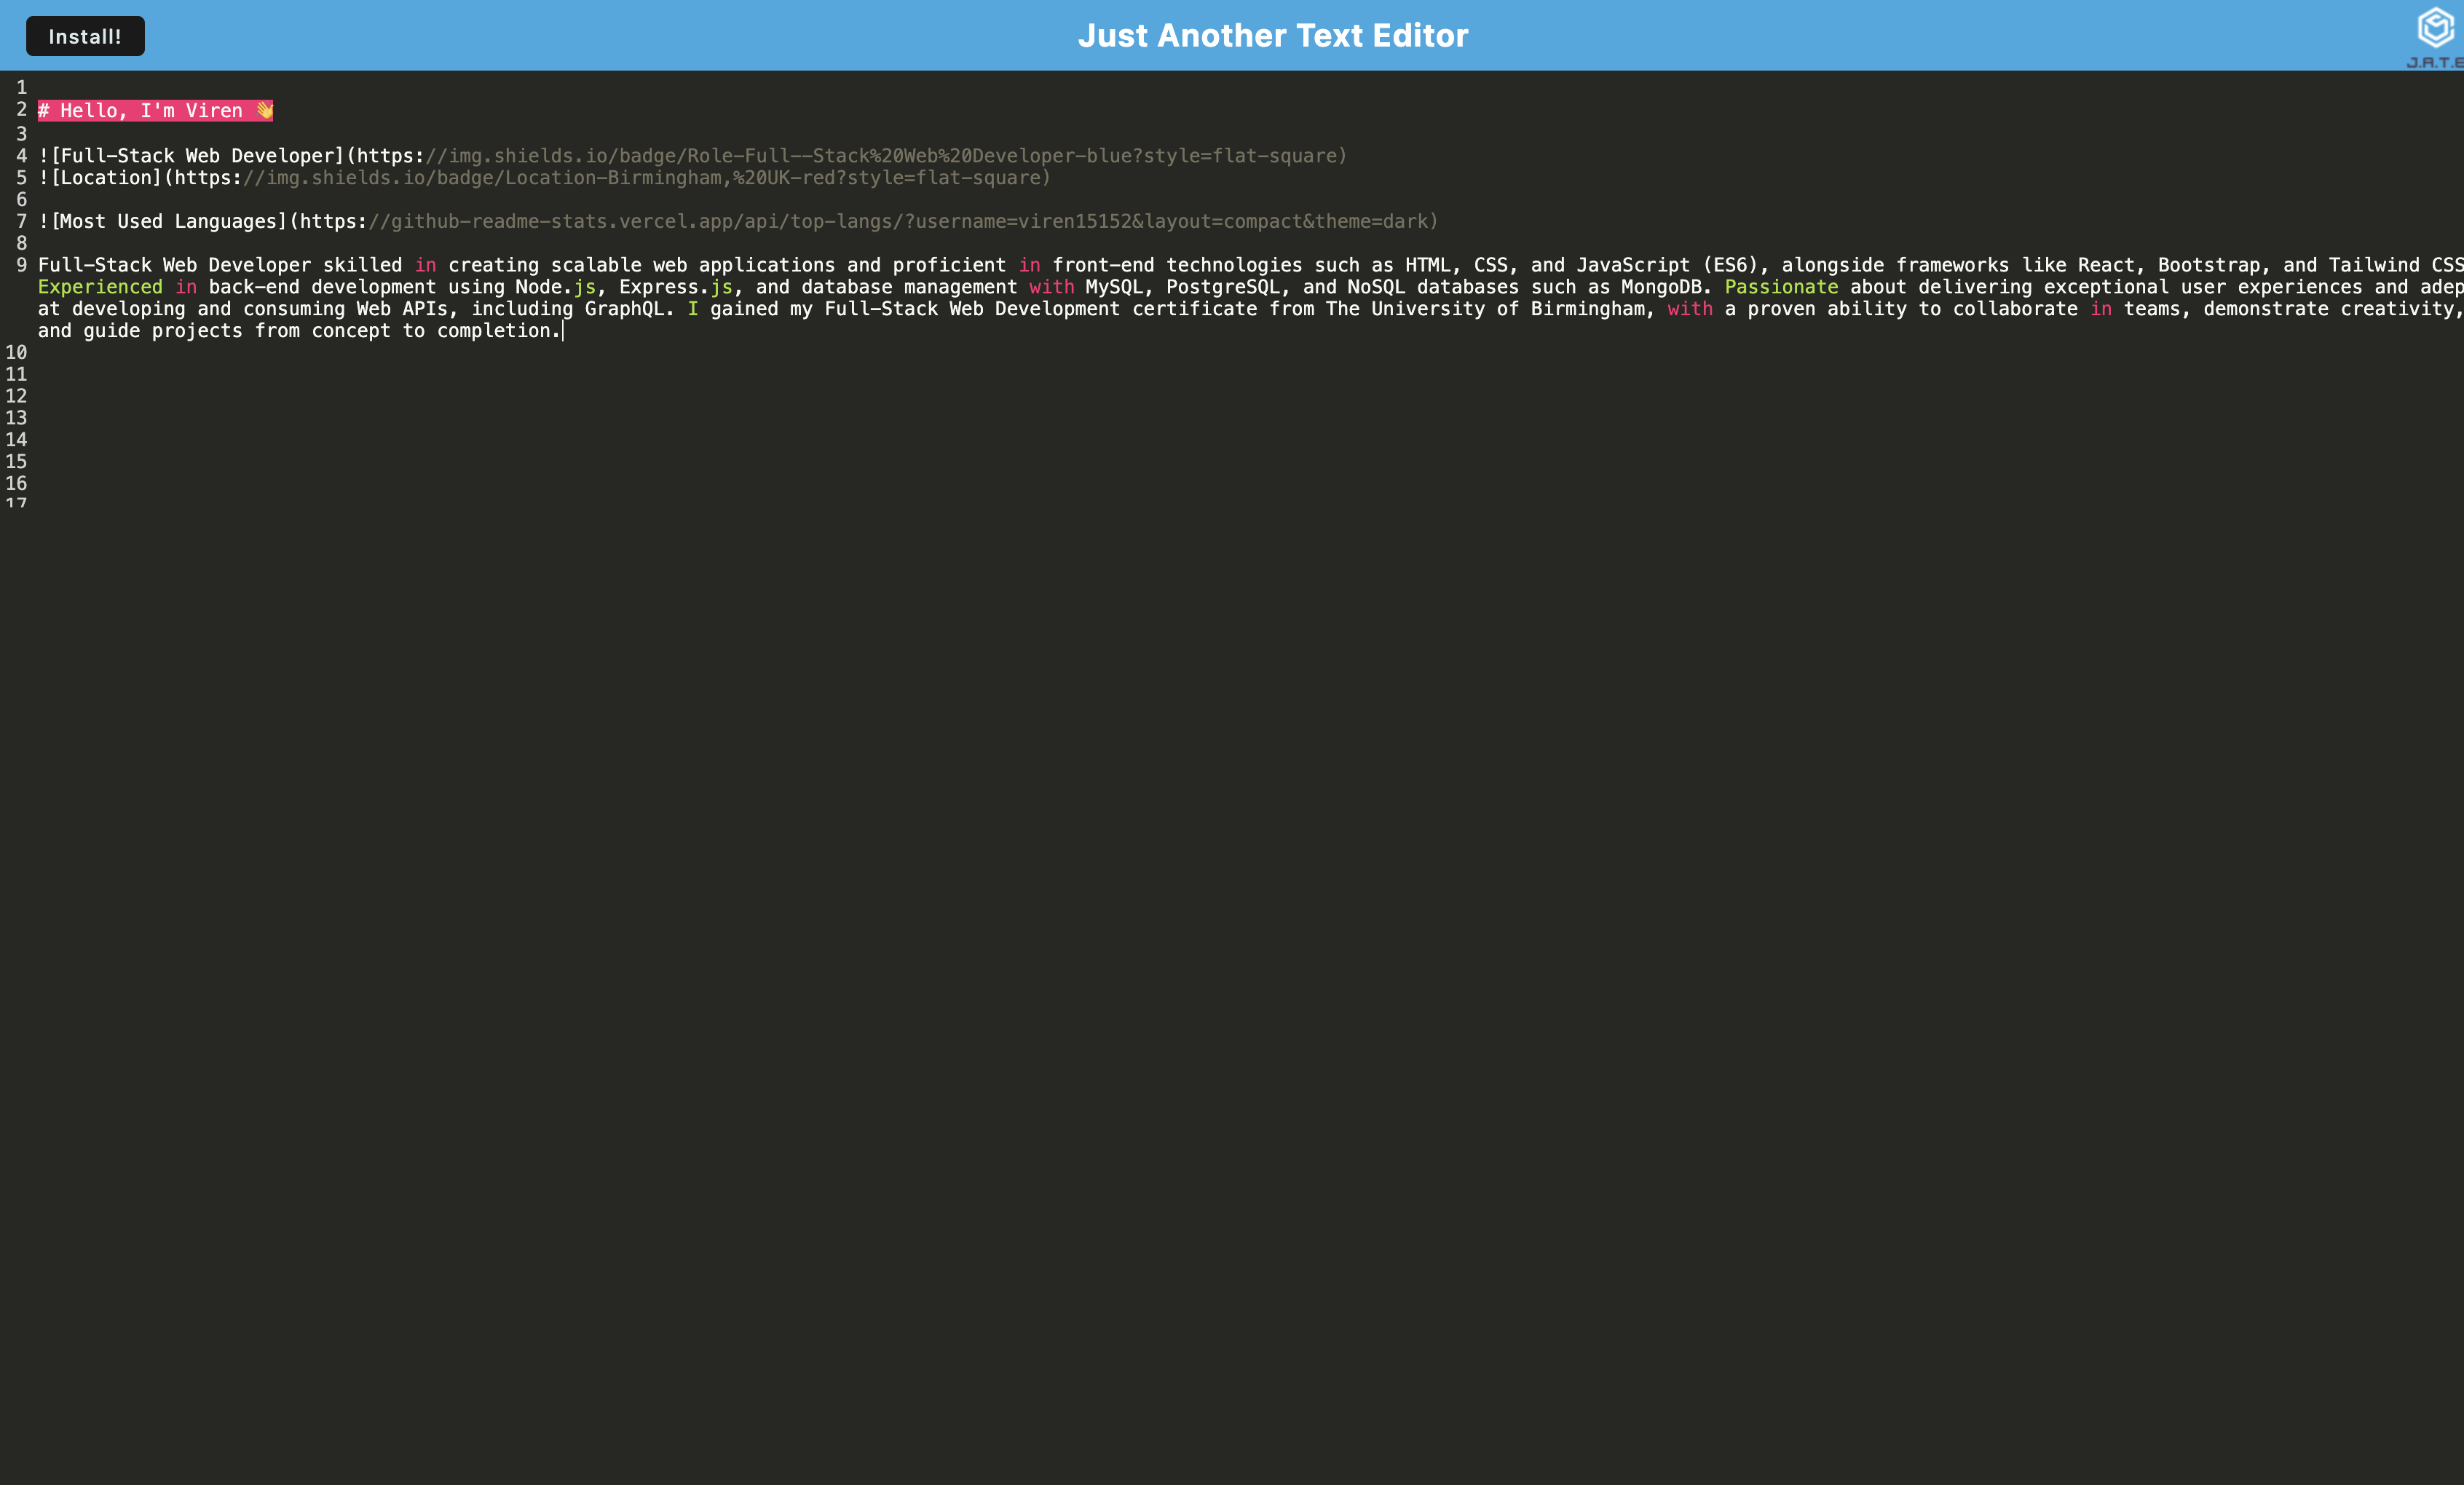 Install!
Just Another Text Editor
J.A.T.E
1
2 # Hello, I'm Viren 👋
3
4 ![Full-Stack Web Developer](https://img.shields.io/badge/Role-Full--Stack%20Web%20Developer-blue?style=flat-square)
5 ![Location](https://img.shields.io/badge/Location-Birmingham,%20UK-red?style=flat-square)
6
7 ![Most Used Languages](https://github-readme-stats.vercel.app/api/top-langs/?username=viren15152&layout=compact&theme=dark)
8
9 Full-Stack Web Developer skilled in creating scalable web applications and proficient in front-end technologies such as HTML, CSS, and JavaScript (ES6), alongside frameworks like React, Bootstrap, and Tailwind CSS
Experienced in back-end development using Node.js, Express.js, and database management with MySQL, PostgreSQL, and NoSQL databases such as MongoDB. Passionate about delivering exceptional user experiences and adep
at developing and consuming Web APIs, including GraphQL. I gained my Full-Stack Web Development certificate from The University of Birmingham, with a proven ability to collaborate in teams, demonstrate creativity,
and guide projects from concept to completion.
10
11
12
13
14
15
16
17